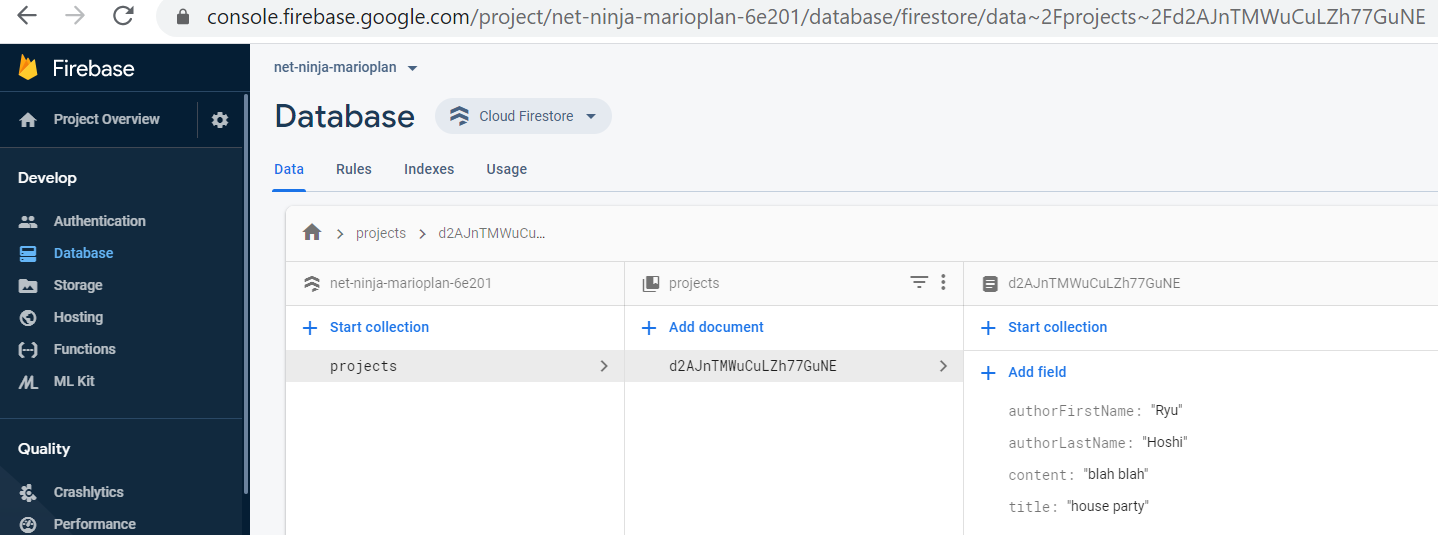 console.firebase.google.com/project/net-ninja-marioplan-6e201/database/firestore/data~2Fprojects~2Fd2AJnTMWuCuLZh77GuNE
Firebase
Project Overview
Develop
Authentication
Database
Storage
Hosting
Functions
ML Kit
Quality
Crashlytics
Performance
net-ninja-marioplan
Database Cloud Firestore
Data Rules Indexes Usage
projects d2AJnTMWuCu...
net-ninja-marioplan-6e201
Start collection
projects
projects
Add document
d2AJnTMWuCuLZh77GuNE
d2AJnTMWuCuLZh77GuNE
Start collection
Add field
authorFirstName: "Ryu"
authorLastName: "Hoshi"
content: "blah blah"
title: "house party"